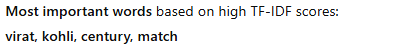 Most important words based on high TF-IDF scores:
virat, kohli, century, match